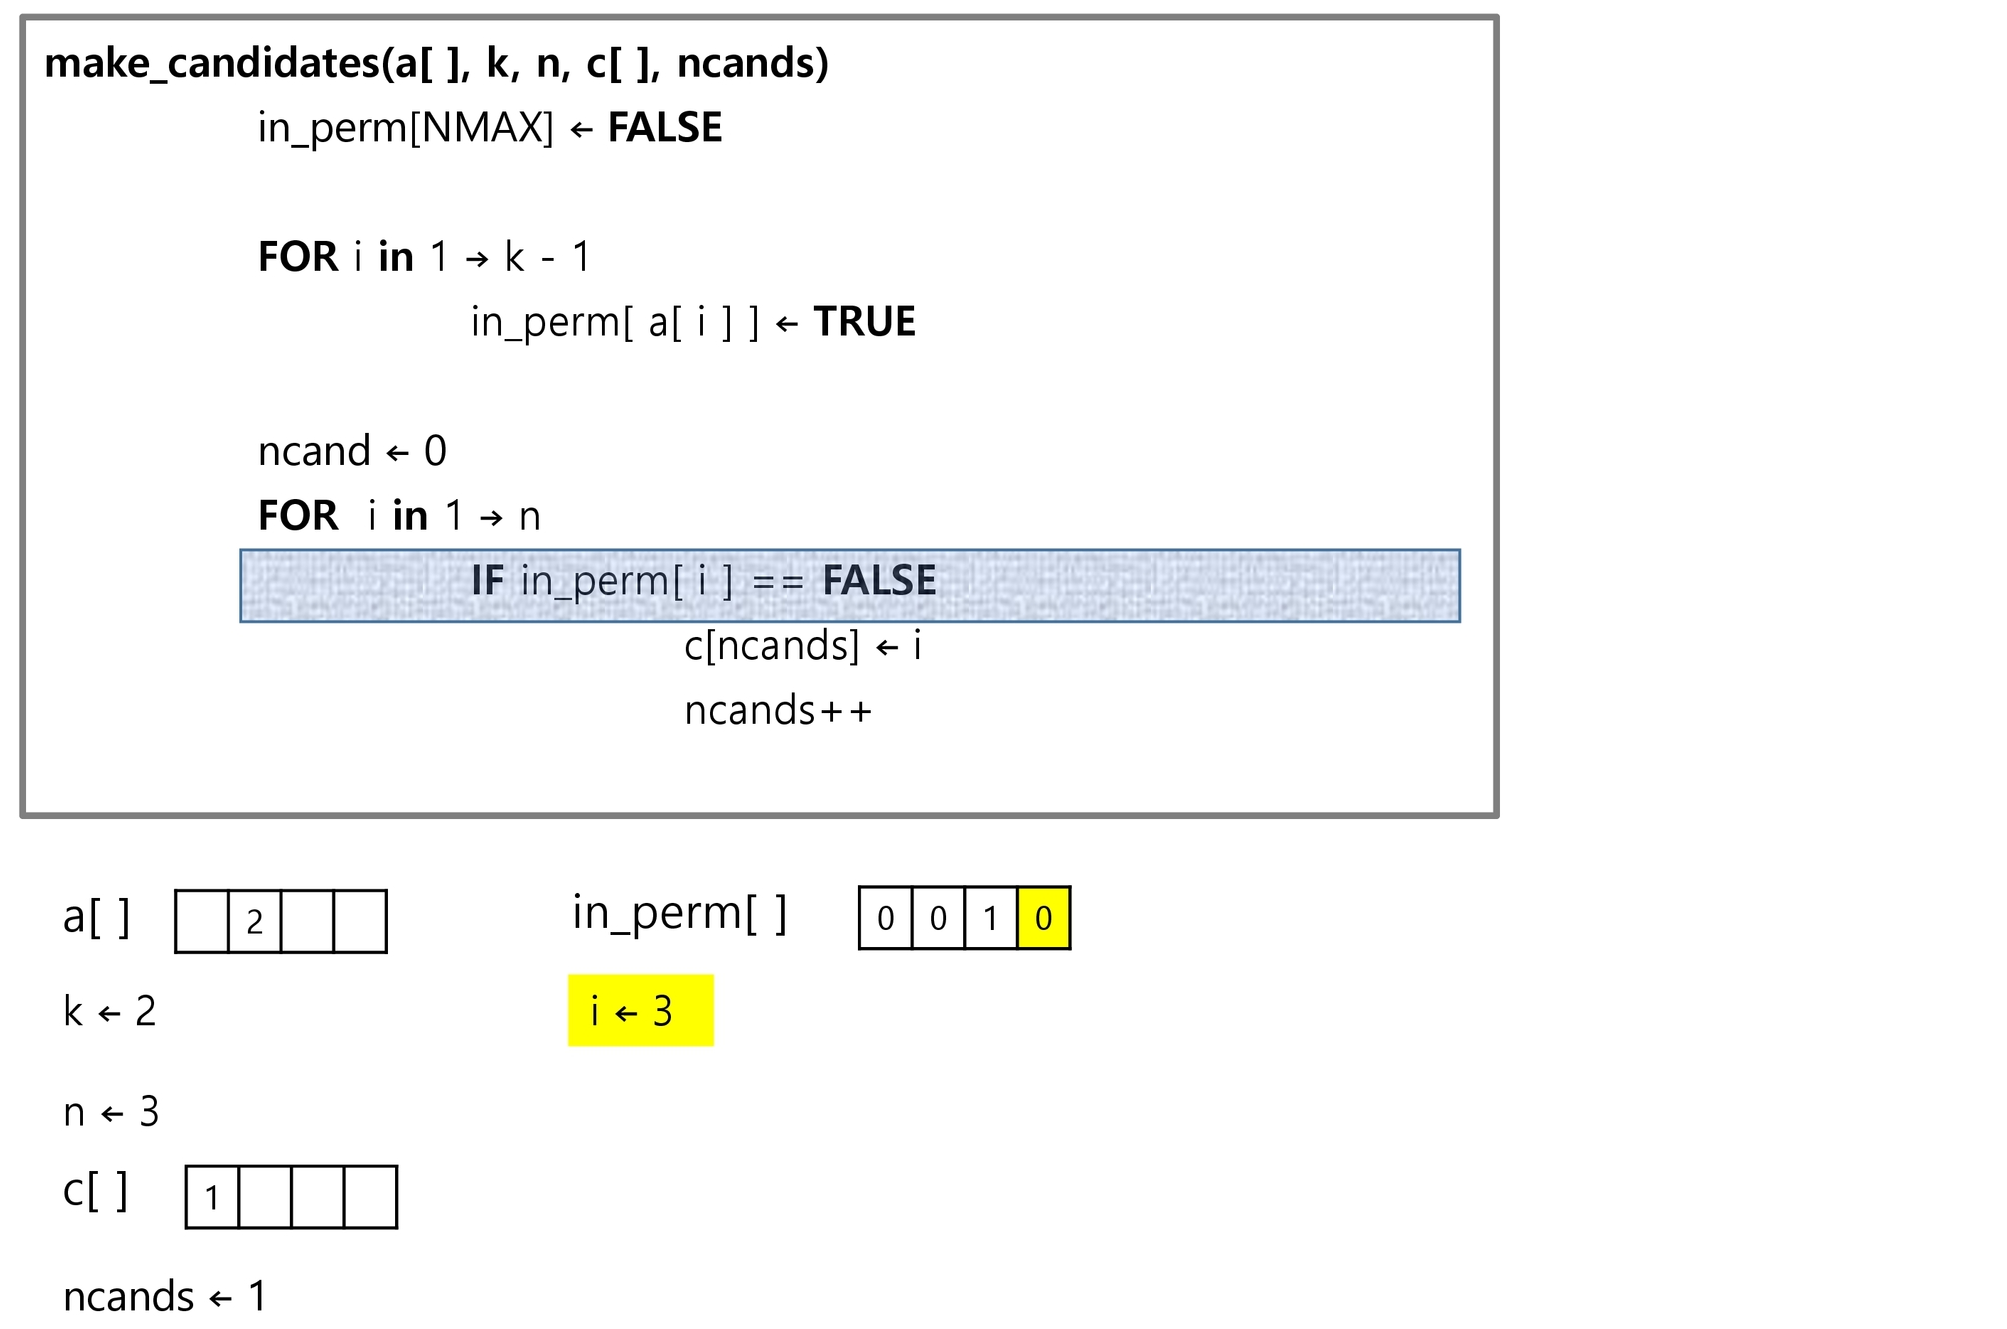 make_candidates(a[ ], k, n, c[ ], ncands)
in_perm[NMAX] ← FALSE
FOR i in 1 → k - 1
in_perm[ a[ i ] ] ← TRUE
ncand ← 0
FOR i in 1 → n
IF in_perm[ i ] == FALSE
c[ncands] ← i
ncands++
a[ ] 2
in_perm[ ] 0 0 1 0
k ← 2
i ← 3
n ← 3
c[ ] 1
ncands ← 1